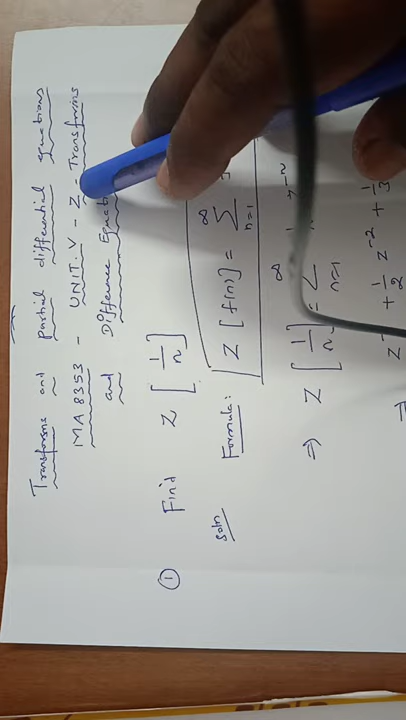 Transforms and partial differential equations
MA 8353 - UNIT. V - Z Transforms
and Difference
① Find Z [ 1/n ]
Soln
Formula:
Z [ f(n) ] = ∑ n=1 ∞
⇒ Z [ 1/n ] = ∑ n=1 ∞
+ 1/2 z⁻² + 1/3